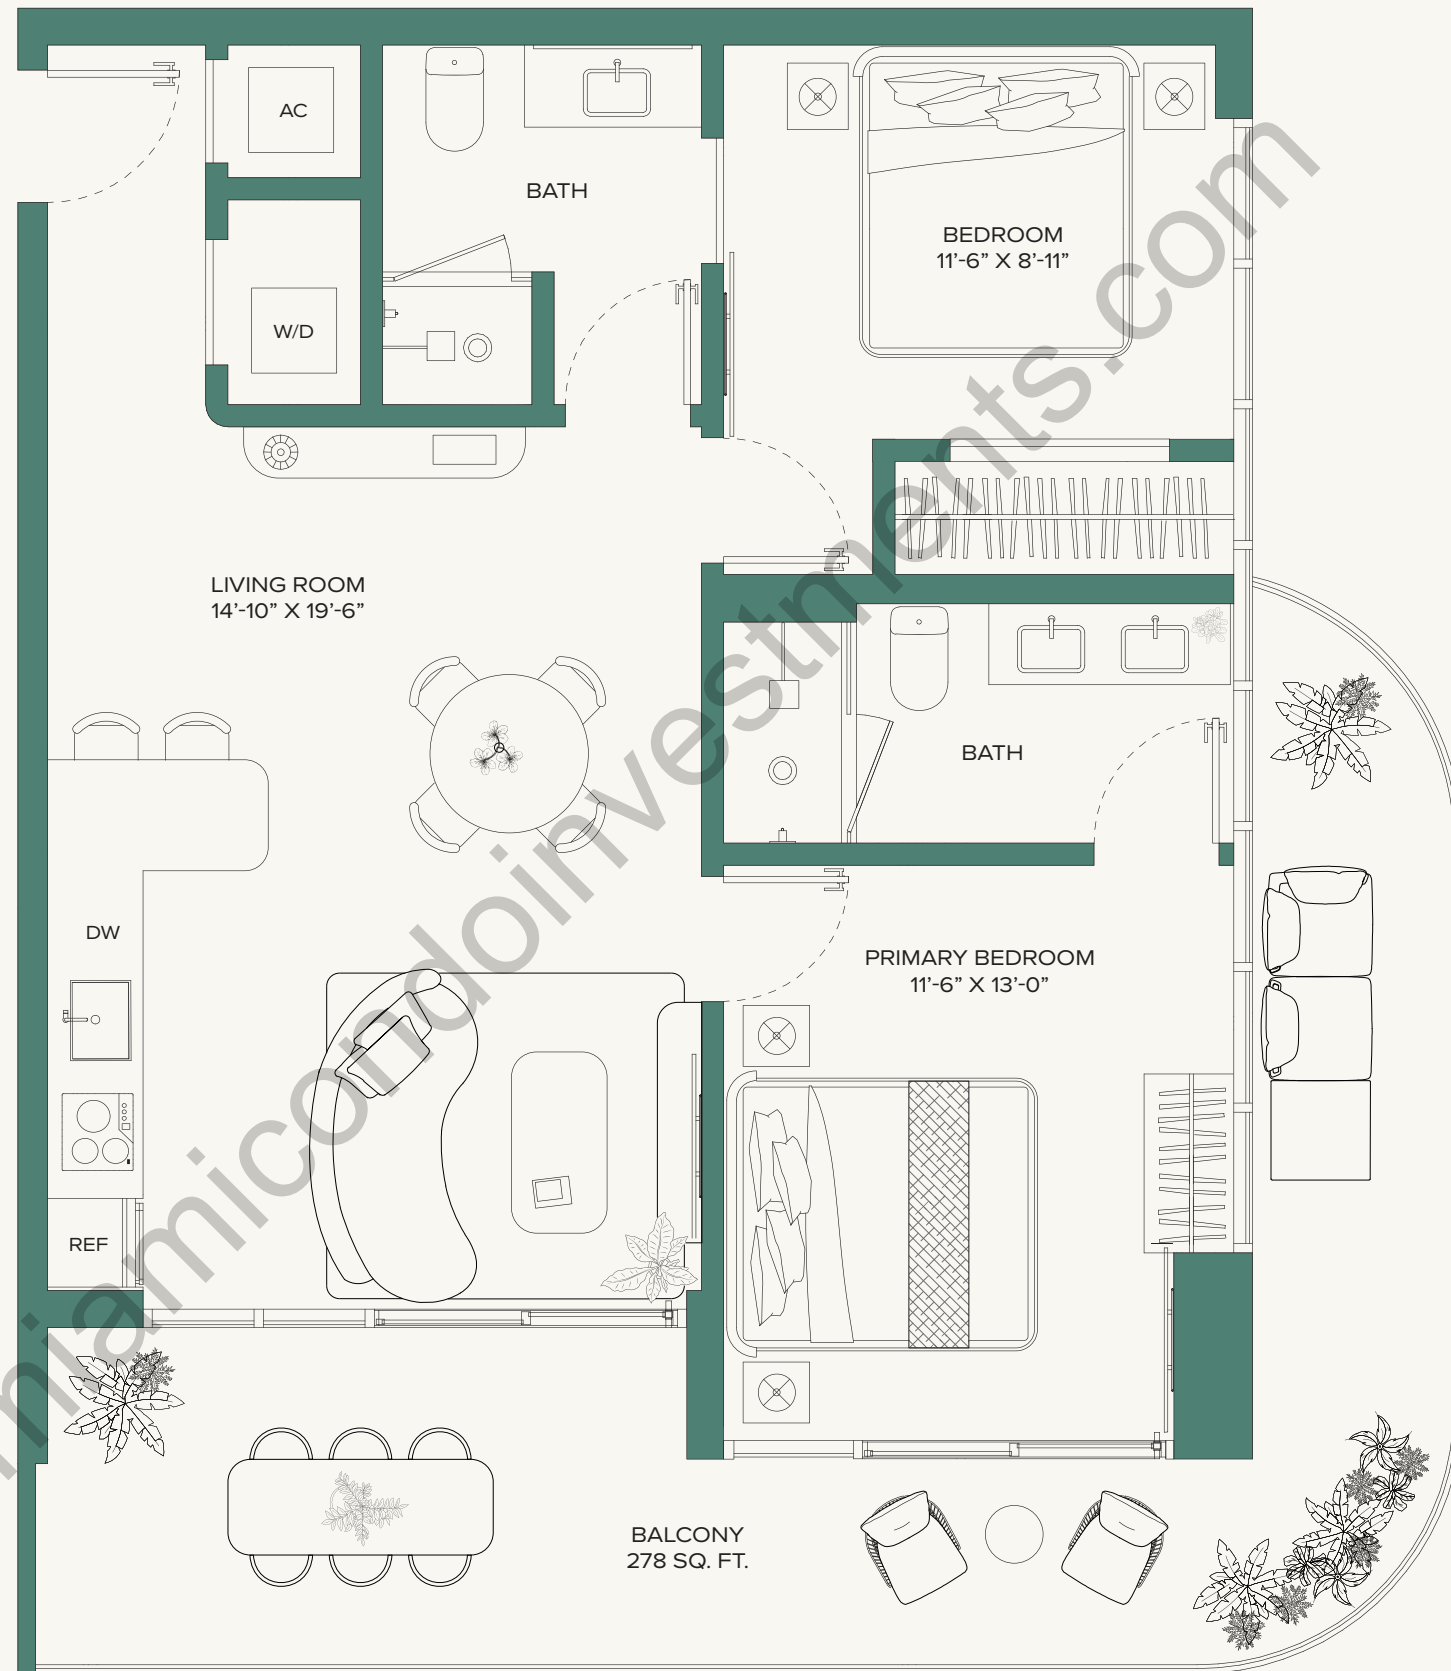 AC
BATH
BEDROOM
11’-6” X 8’-11”
W/D
LIVING ROOM
14’-10” X 19’-6”
BATH
DW
PRIMARY BEDROOM
11’-6” X 13’-0”
REF
BALCONY
278 SQ. FT.
miamicondoinvestments.com